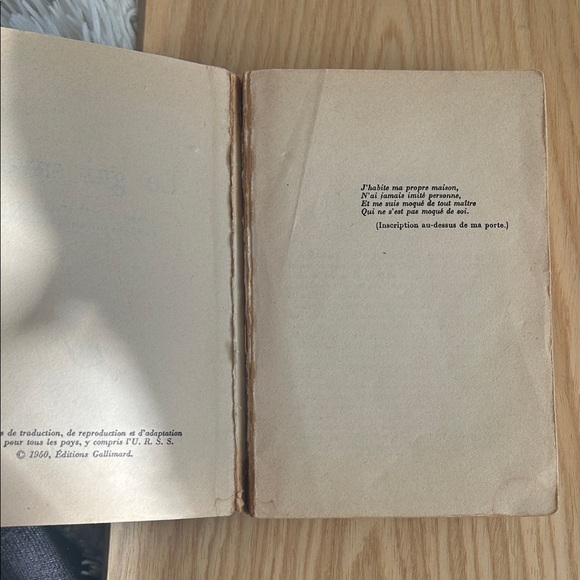 s de traduction, de reproduction et d'adaptation
pour tous les pays, y compris l'U. R. S. S.
© 1950, Éditions Gallimard.
J'habite ma propre maison,
N'ai jamais imité personne,
Et me suis moqué de tout maître
Qui ne s'est pas moqué de soi.
(Inscription au-dessus de ma porte.)